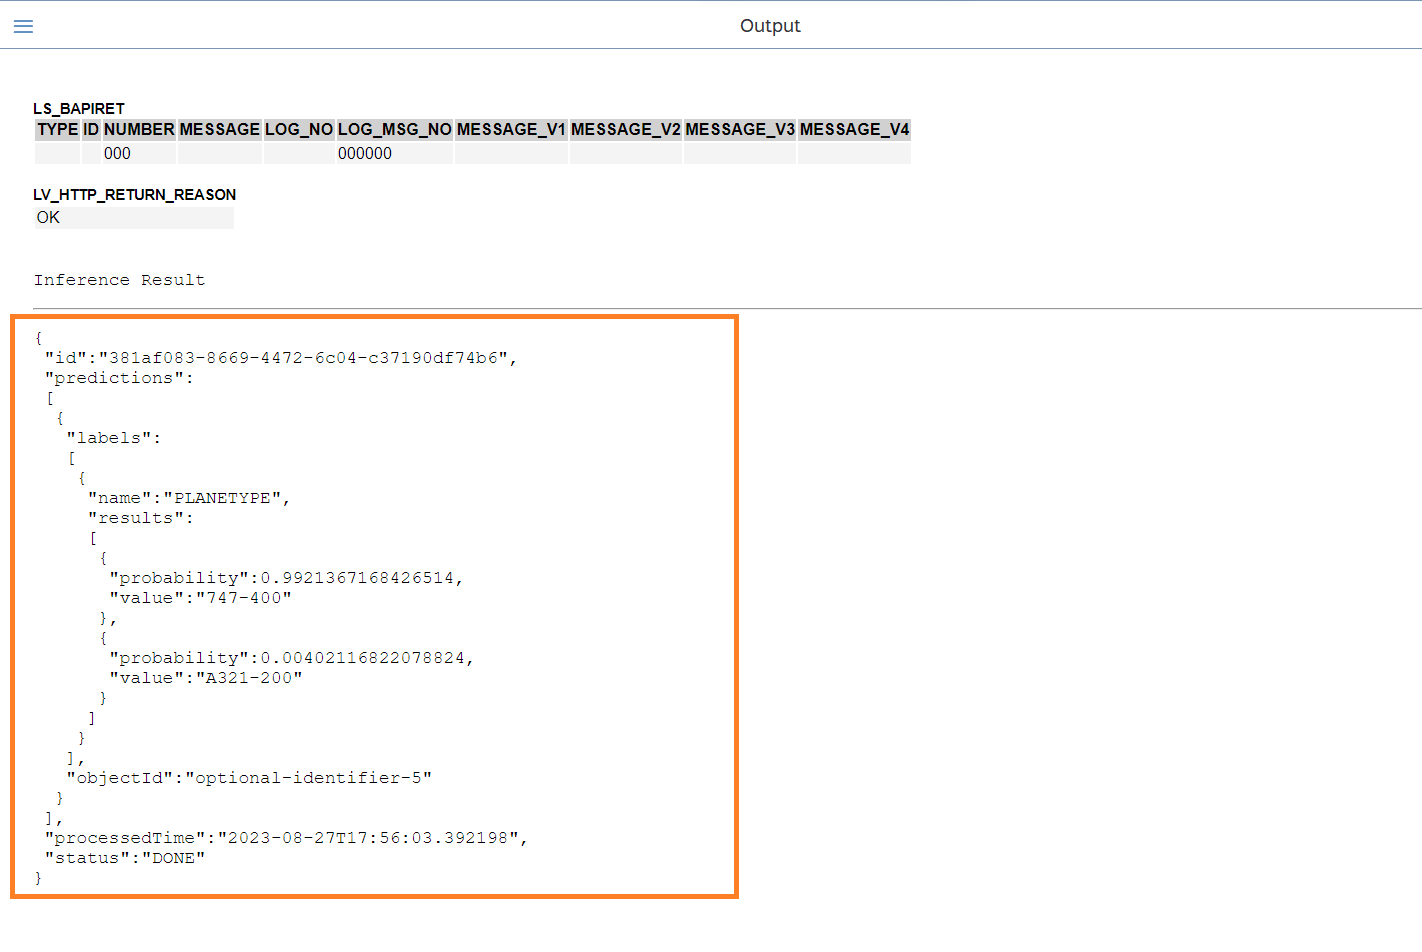 Output
LS_BAPIRET
TYPE ID NUMBER MESSAGE LOG_NO LOG_MSG_NO MESSAGE_V1 MESSAGE_V2 MESSAGE_V3 MESSAGE_V4
000 000000
LV_HTTP_RETURN_REASON
OK
Inference Result
{
"id":"381af083-8669-4472-6c04-c37190df74b6",
"predictions":
[
{
"labels":
[
{
"name":"PLANETYPE",
"results":
[
{
"probability":0.9921367168426514,
"value":"747-400"
},
{
"probability":0.00402116822078824,
"value":"A321-200"
}
]
}
],
"objectId":"optional-identifier-5"
}
],
"processedTime":"2023-08-27T17:56:03.392198",
"status":"DONE"
}